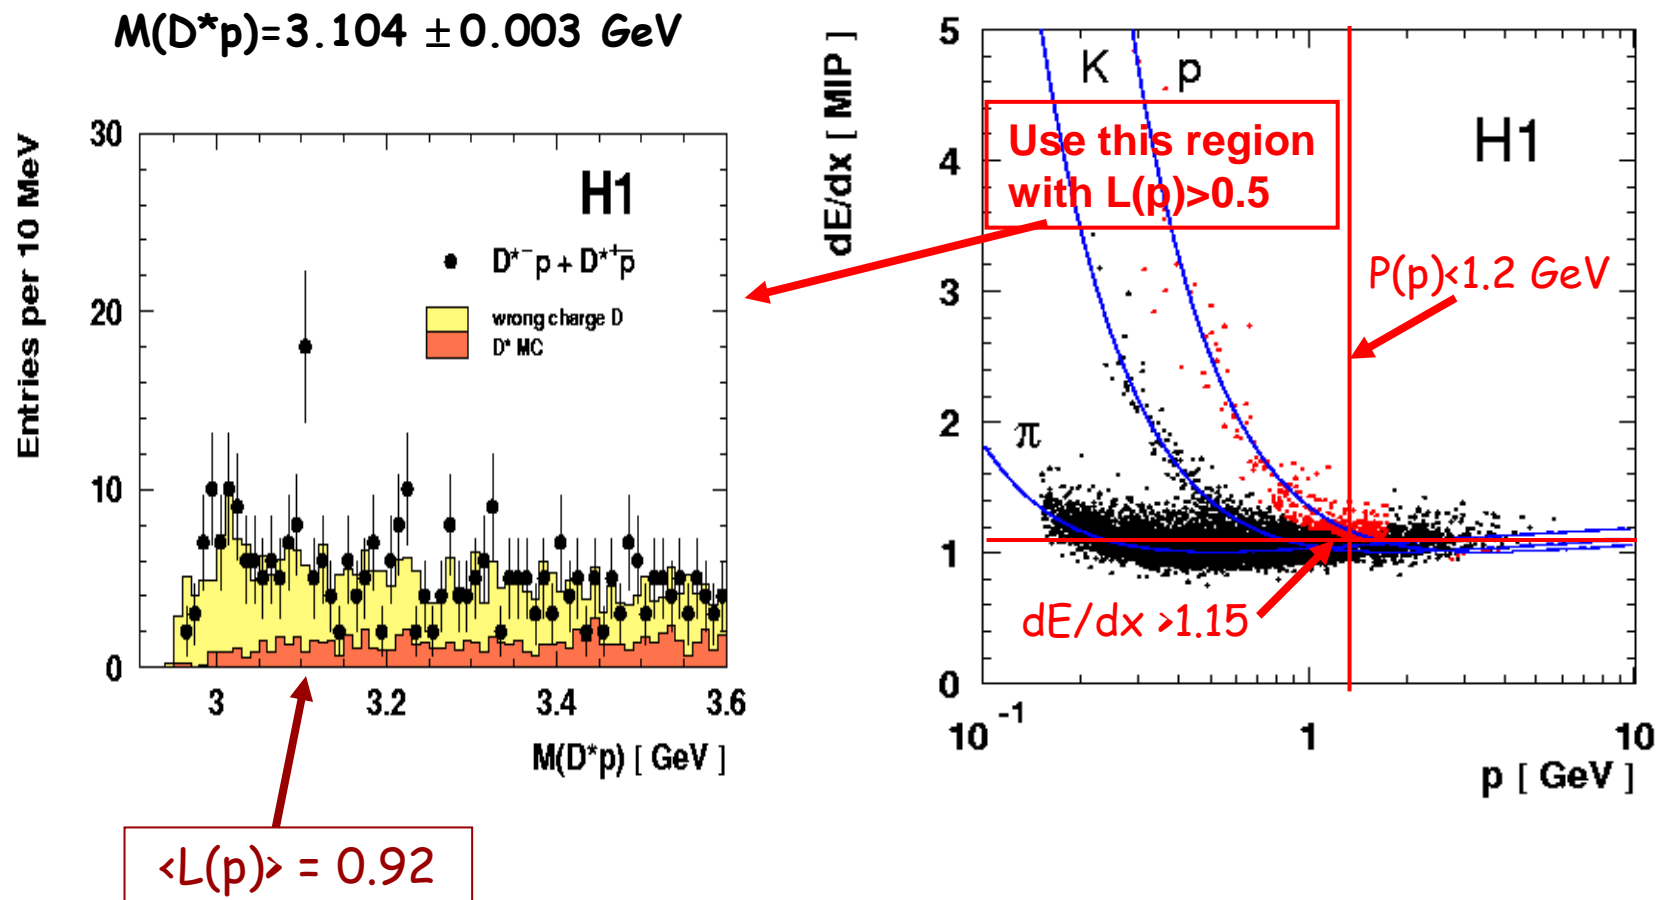 M(D*p)=3.104 ± 0.003 GeV
Entries per 10 MeV
30
20
10
0
H1
D*⁻p + D*⁺p̄
wrong charge D
D* MC
3
3.2
3.4
3.6
M(D*p) [ GeV ]
<L(p)> = 0.92
dE/dx [ MIP ]
5
4
3
2
1
0
K
p
π
H1
Use this region
with L(p)>0.5
P(p)<1.2 GeV
dE/dx >1.15
10⁻¹
1
10
p [ GeV ]